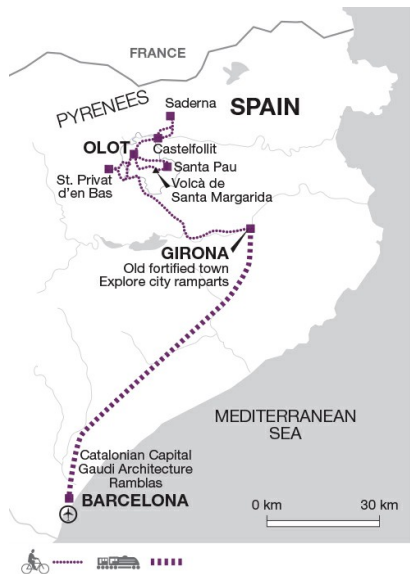 FRANCE
PYRENEES
Saderna
SPAIN
OLOT
Castelfollit
St. Privat
d'en Bas
Santa Pau
Volcà de
Santa Margarida
GIRONA
Old fortified town
Explore city ramparts
MEDITERRANEAN
SEA
Catalonian Capital
Gaudi Architecture
Ramblas
BARCELONA
0 km
30 km